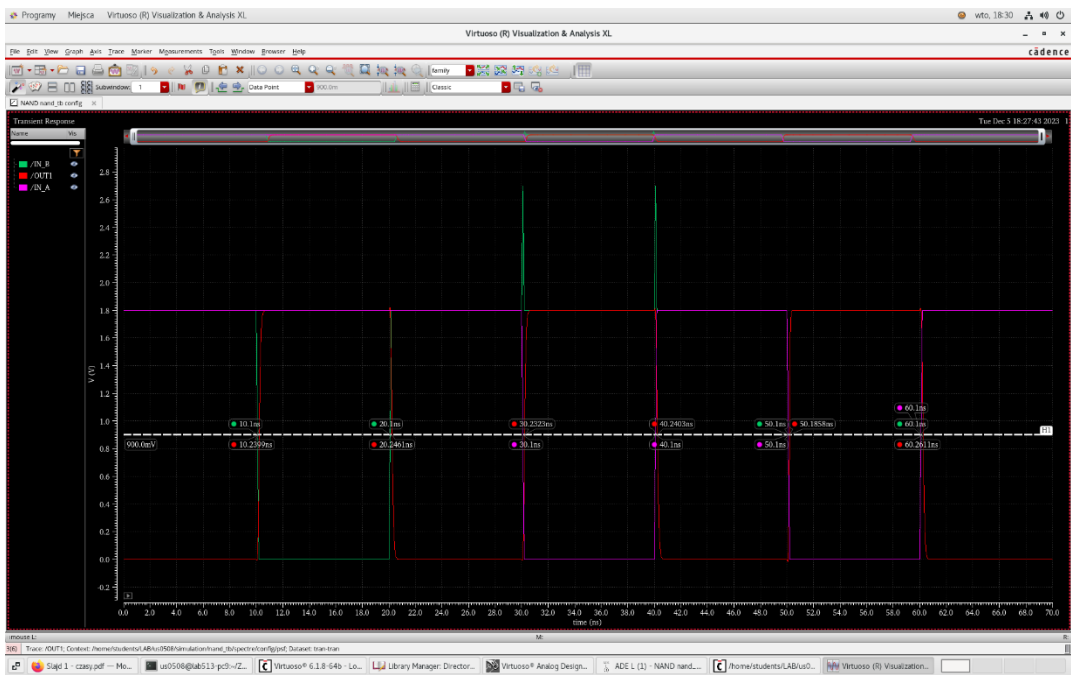 Programy Miejsca Virtuoso (R) Visualization & Analysis XL wto, 18:30
Virtuoso (R) Visualization & Analysis XL
File Edit View Graph Axis Trace Marker Measurements Tools Window Browser Help cādence
family
Subwindow: 1 Data Point 900.0m Classic
NAND nand_tb config
Transient Response Tue Dec 5 18:27:43 2023 1
Name Vis
/IN_B
/OUT1
/IN_A
2.8
2.6
2.4
2.2
2.0
1.8
1.6
1.4
V (V)
1.2
60.1ns
1.0 10.1ns 20.1ns 30.2323ns 40.2403ns 50.1ns 50.1858ns 60.1ns
H1
900.0mV 10.2399ns 20.2461ns 30.1ns 40.1ns 50.1ns 60.2611ns
0.8
0.6
0.4
0.2
0.0
-0.2
0.0 2.0 4.0 6.0 8.0 10.0 12.0 14.0 16.0 18.0 20.0 22.0 24.0 26.0 28.0 30.0 32.0 34.0 36.0 38.0 40.0 42.0 44.0 46.0 48.0 50.0 52.0 54.0 56.0 58.0 60.0 62.0 64.0 66.0 68.0 70.0
time (ns)
mouse L: M: R:
3(6) Trace: /OUT1; Context: /home/students/LAB/us0508/simulation/nand_tb/spectre/config/psf; Dataset: tran-tran
Slajd 1 - czasy.pdf — Mo... us0508@lab513-pc9:~/Z... Virtuoso® 6.1.8-64b - Lo... Library Manager: Director... Virtuoso® Analog Design... ADE L (1) - NAND nand_... /home/students/LAB/us0... Virtuoso (R) Visualization...